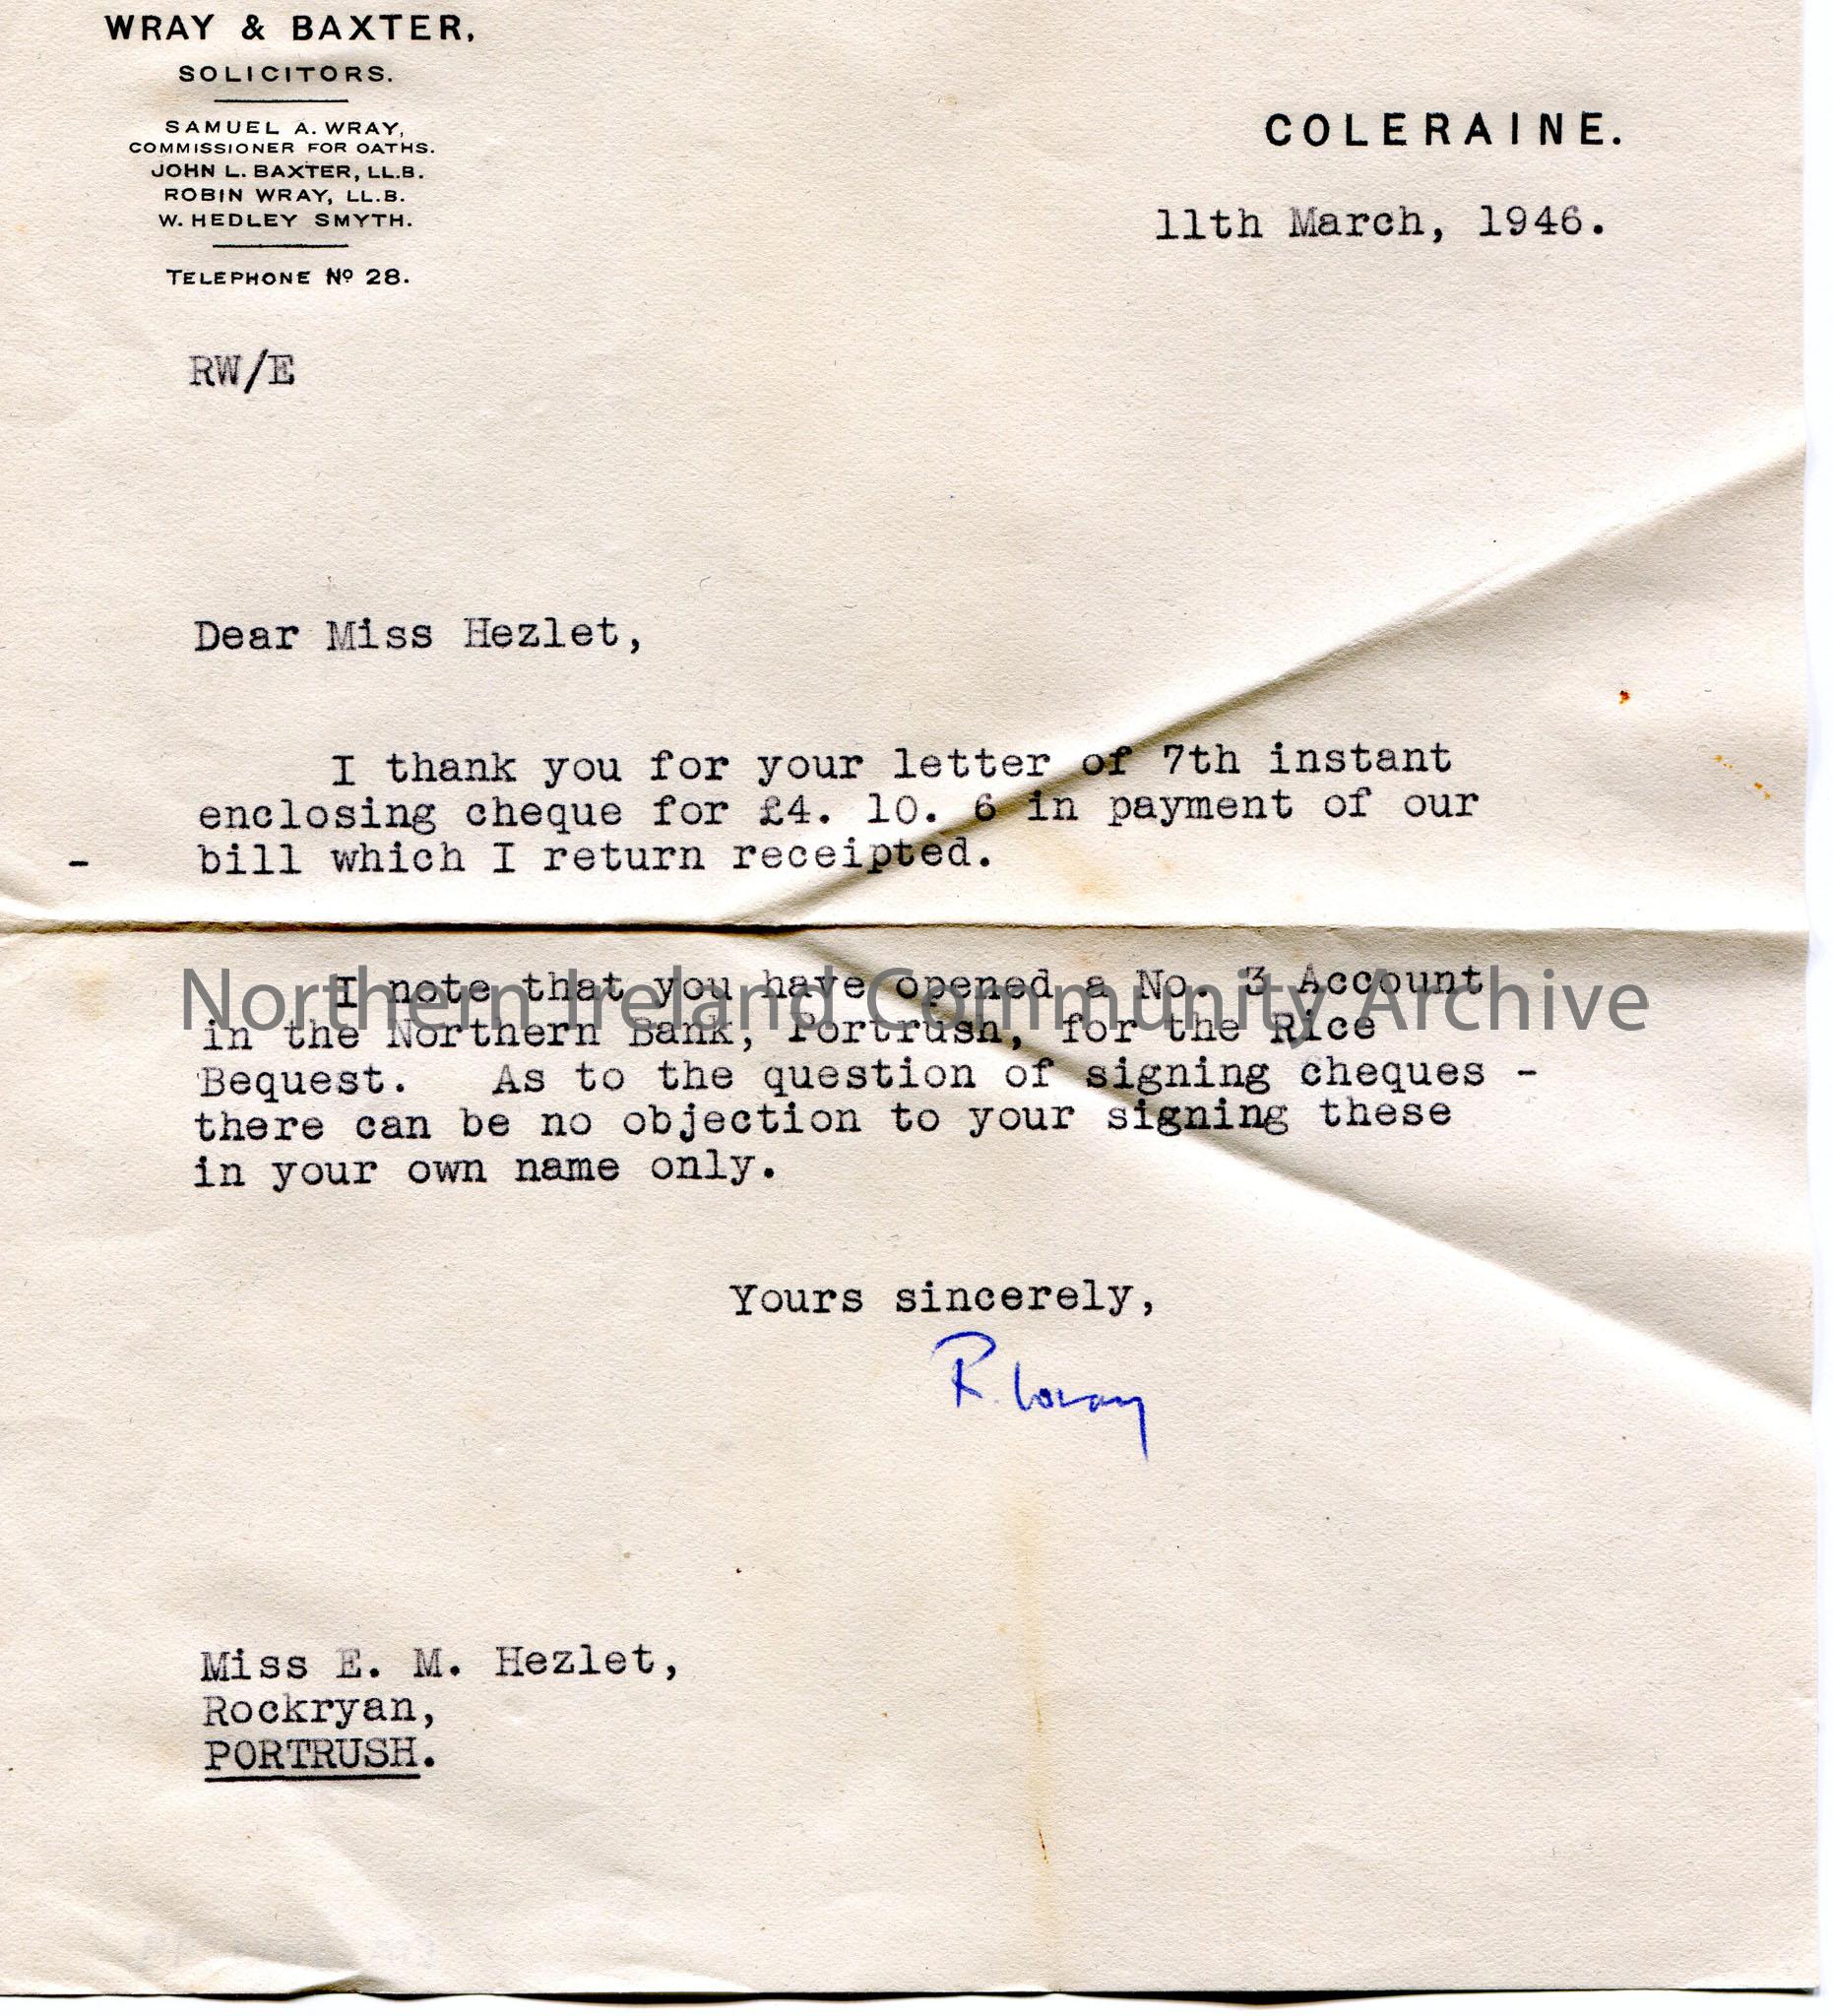 WRAY & BAXTER,
SOLICITORS.
SAMUEL A. WRAY,
COMMISSIONER FOR OATHS.
JOHN L. BAXTER, LL.B.
ROBIN WRAY, LL.B.
W. HEDLEY SMYTH.
TELEPHONE Nº 28.
COLERAINE.
11th March, 1946.
RW/E
Dear Miss Hezlet,
I thank you for your letter of 7th instant
enclosing cheque for £4. 10. 6 in payment of our
- bill which I return receipted.
I note that you have opened a No. 3 Account
Northern Ireland Community Archive
in the Northern Bank, Portrush, for the Rice
Bequest. As to the question of signing cheques -
there can be no objection to your signing these
in your own name only.
Yours sincerely,
R. Wray
Miss E. M. Hezlet,
Rockryan,
PORTRUSH.